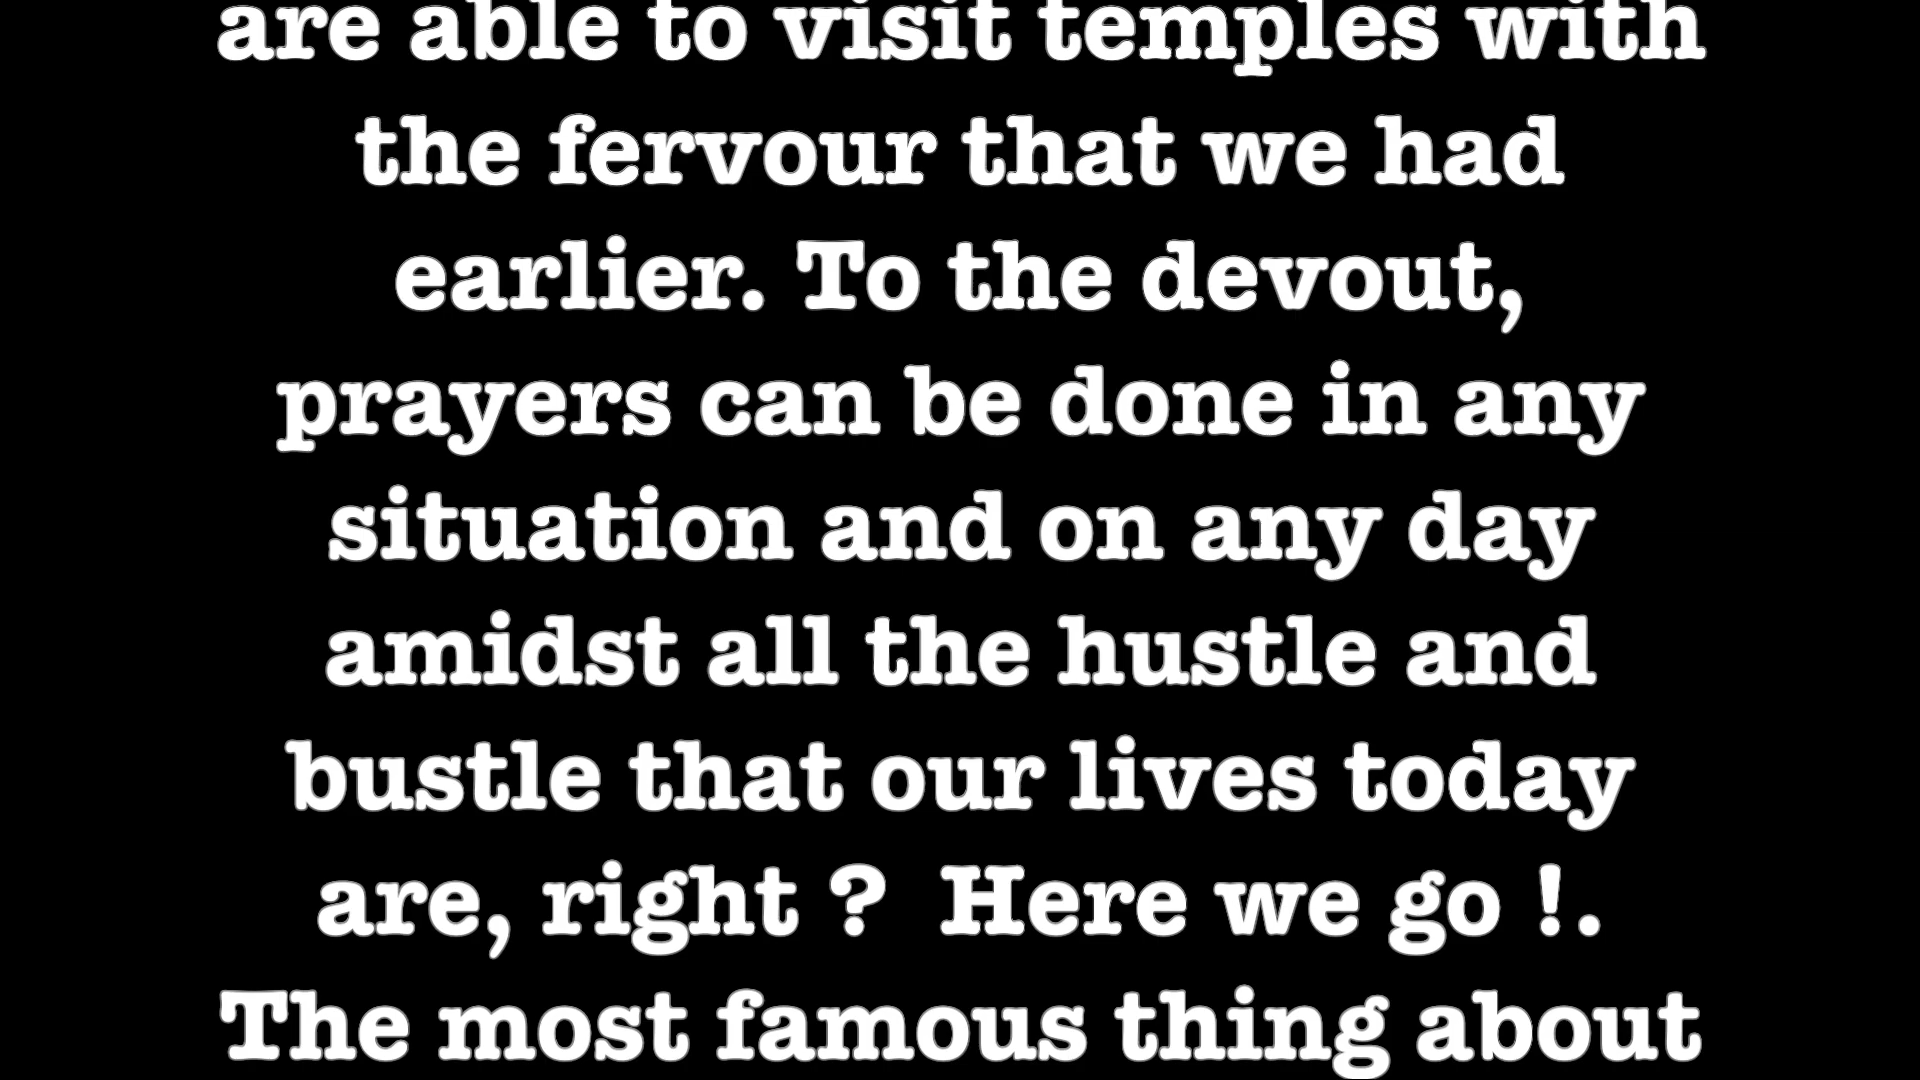 are able to visit temples with
the fervour that we had
earlier. To the devout,
prayers can be done in any
situation and on any day
amidst all the hustle and
bustle that our lives today
are, right ?  Here we go !.
The most famous thing about